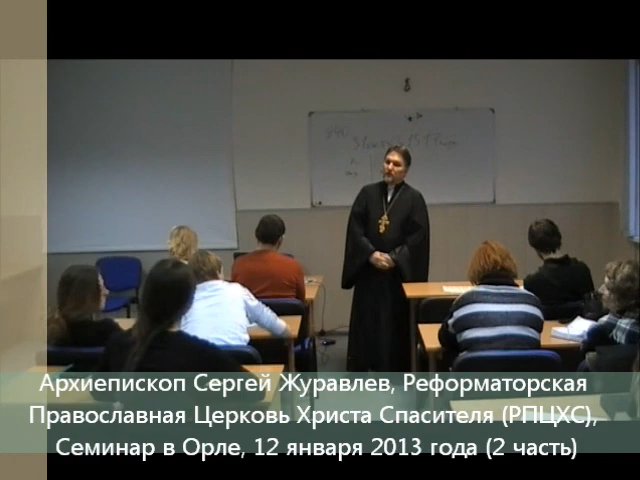 Архиепископ Сергей Журавлев, Реформаторская
Православная Церковь Христа Спасителя (РПЦХС),
Семинар в Орле, 12 января 2013 года (2 часть)